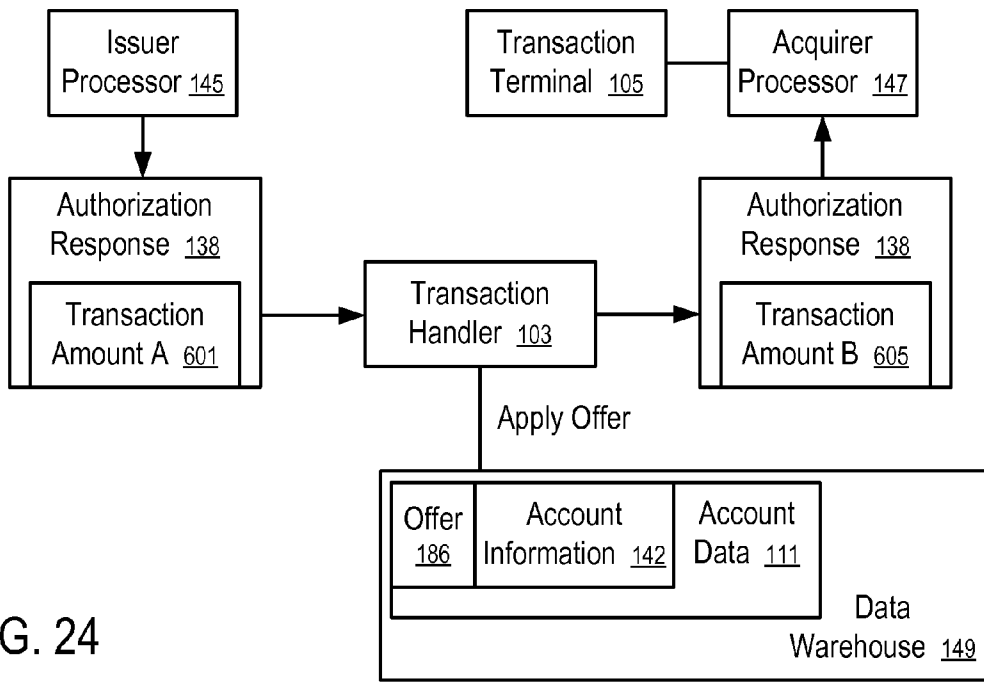 Issuer
Processor 145
Transaction
Terminal 105
Acquirer
Processor 147
Authorization
Response 138
Transaction
Amount A 601
Transaction
Handler 103
Authorization
Response 138
Transaction
Amount B 605
Apply Offer
Offer
186
Account
Information 142
Account
Data 111
Data
Warehouse 149
G. 24